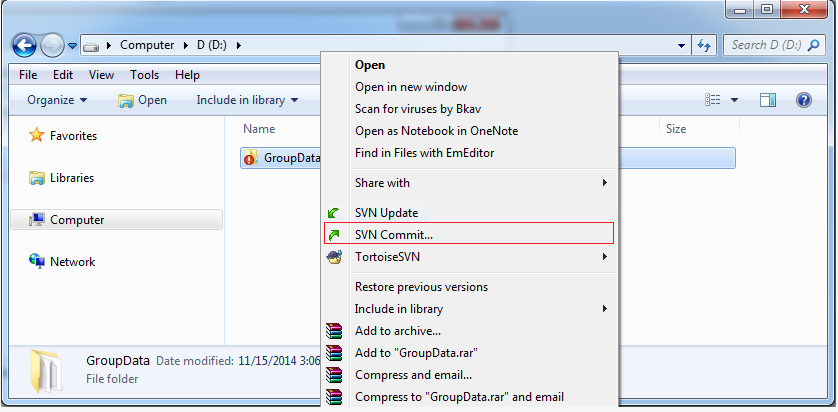 Computer ▸ D (D:) ▸
Search D (D:)
File Edit View Tools Help
Organize Open Include in library
Name
Size
Favorites
Libraries
Computer
Network
GroupData
Open
Open in new window
Scan for viruses by Bkav
Open as Notebook in OneNote
Find in Files with EmEditor
Share with
SVN Update
SVN Commit...
TortoiseSVN
Restore previous versions
Include in library
Add to archive...
Add to "GroupData.rar"
Compress and email...
Compress to "GroupData.rar" and email
GroupData Date modified: 11/15/2014 3:06
File folder